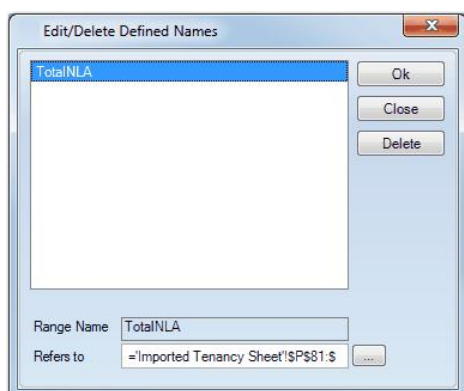 Edit/Delete Defined Names
TotalNLA
Ok
Close
Delete
Range Name TotalNLA
Refers to ='Imported Tenancy Sheet'!$P$81:$ ...